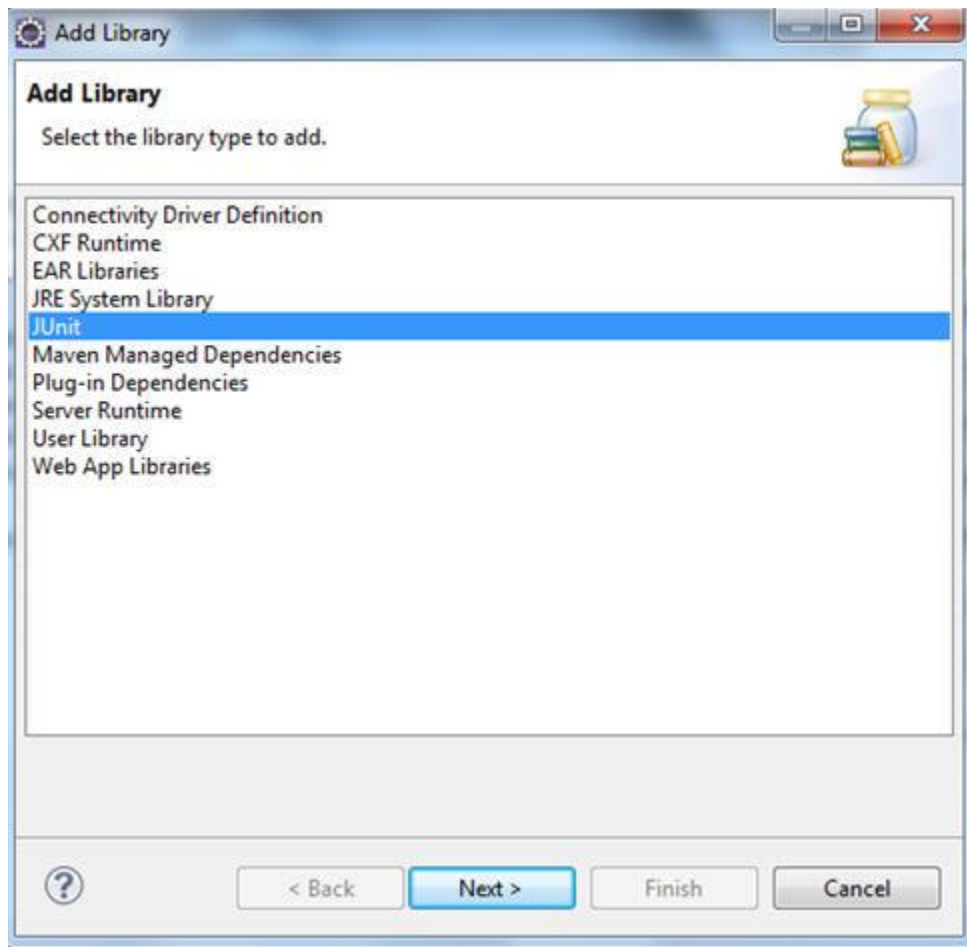 Add Library
Add Library
Select the library type to add.
Connectivity Driver Definition
CXF Runtime
EAR Libraries
JRE System Library
JUnit
Maven Managed Dependencies
Plug-in Dependencies
Server Runtime
User Library
Web App Libraries
? < Back Next > Finish Cancel